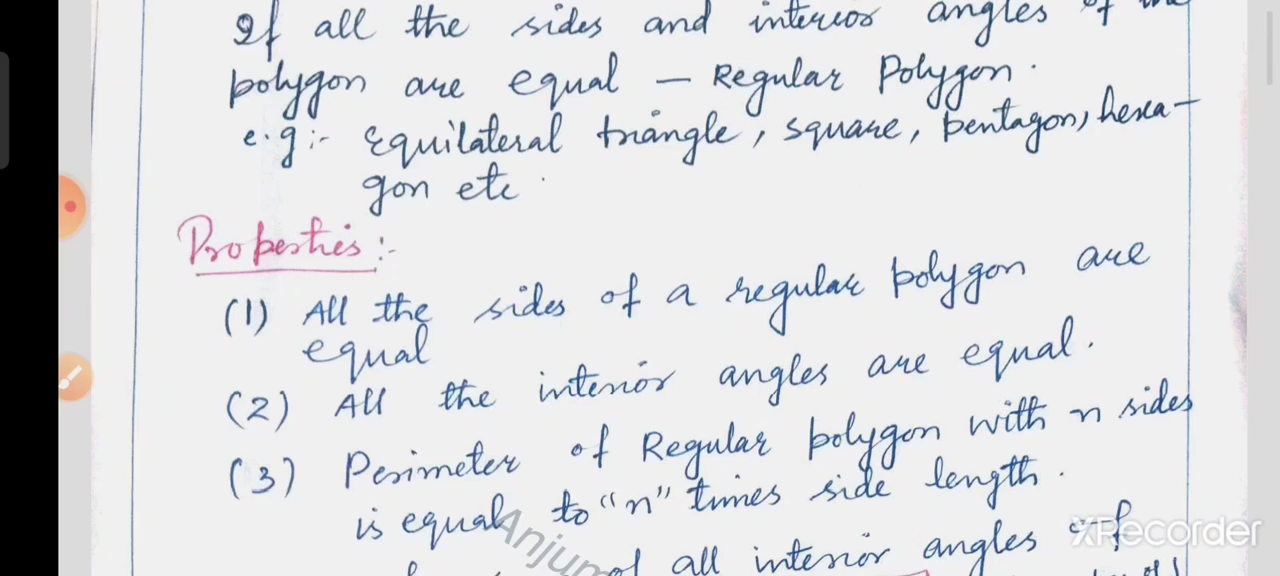 If all the sides and interior angles of the
polygon are equal — Regular Polygon.
e.g:- Equilateral triangle, square, pentagon, hexa-
gon etc.
Properties:-
(1) All the sides of a regular polygon are
equal
(2) All the interior angles are equal.
(3) Perimeter of Regular polygon with n sides
is equal to "n" times side length.
of all interior angles of
Anjum
XRecorder